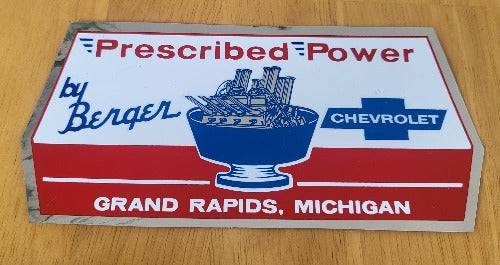 Prescribed Power
by
Berger
CHEVROLET
GRAND RAPIDS, MICHIGAN